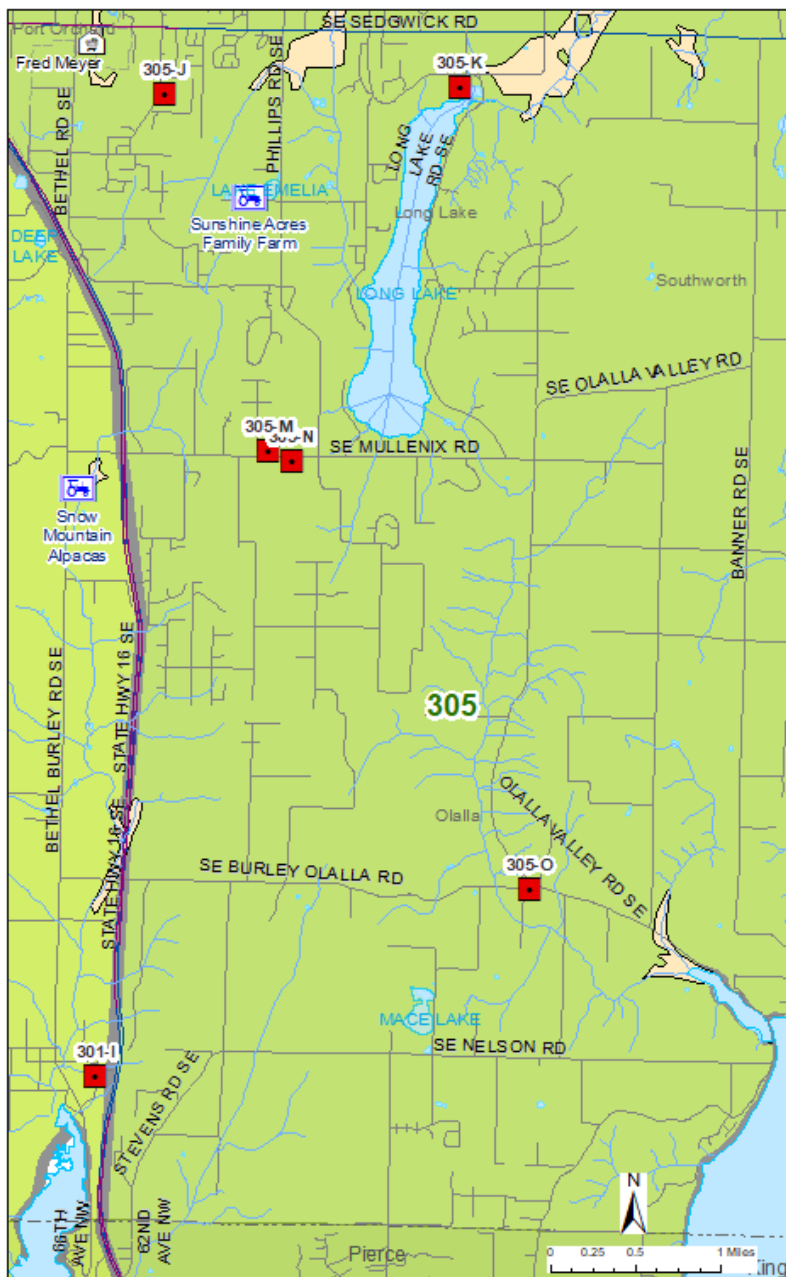 SE SEDGWICK RD
Port Orchard
Fred Meyer
305-J
305-K
BETHEL RD SE
PHILLIPS RD SE
LONG
LAKE
RD SE
LAKE EMELIA
Sunshine Acres
Family Farm
Long Lake
DEER
LAKE
LONG LAKE
Southworth
SE OLALLA VALLEY RD
305-M
305-N
SE MULLENIX RD
Snow
Mountain
Alpacas
BANNER RD SE
STATE HWY 16 SE
BETHEL BURLEY RD SE
305
Olalla
OLALLA VALLEY RD SE
STATE HWY 16 SE
SE BURLEY OLALLA RD
305-O
MACE LAKE
SE NELSON RD
301-I
STEVENS RD SE
66TH
AVE NW
62ND
AVE NW
Pierce
N
0 0.25 0.5 1 Miles
King